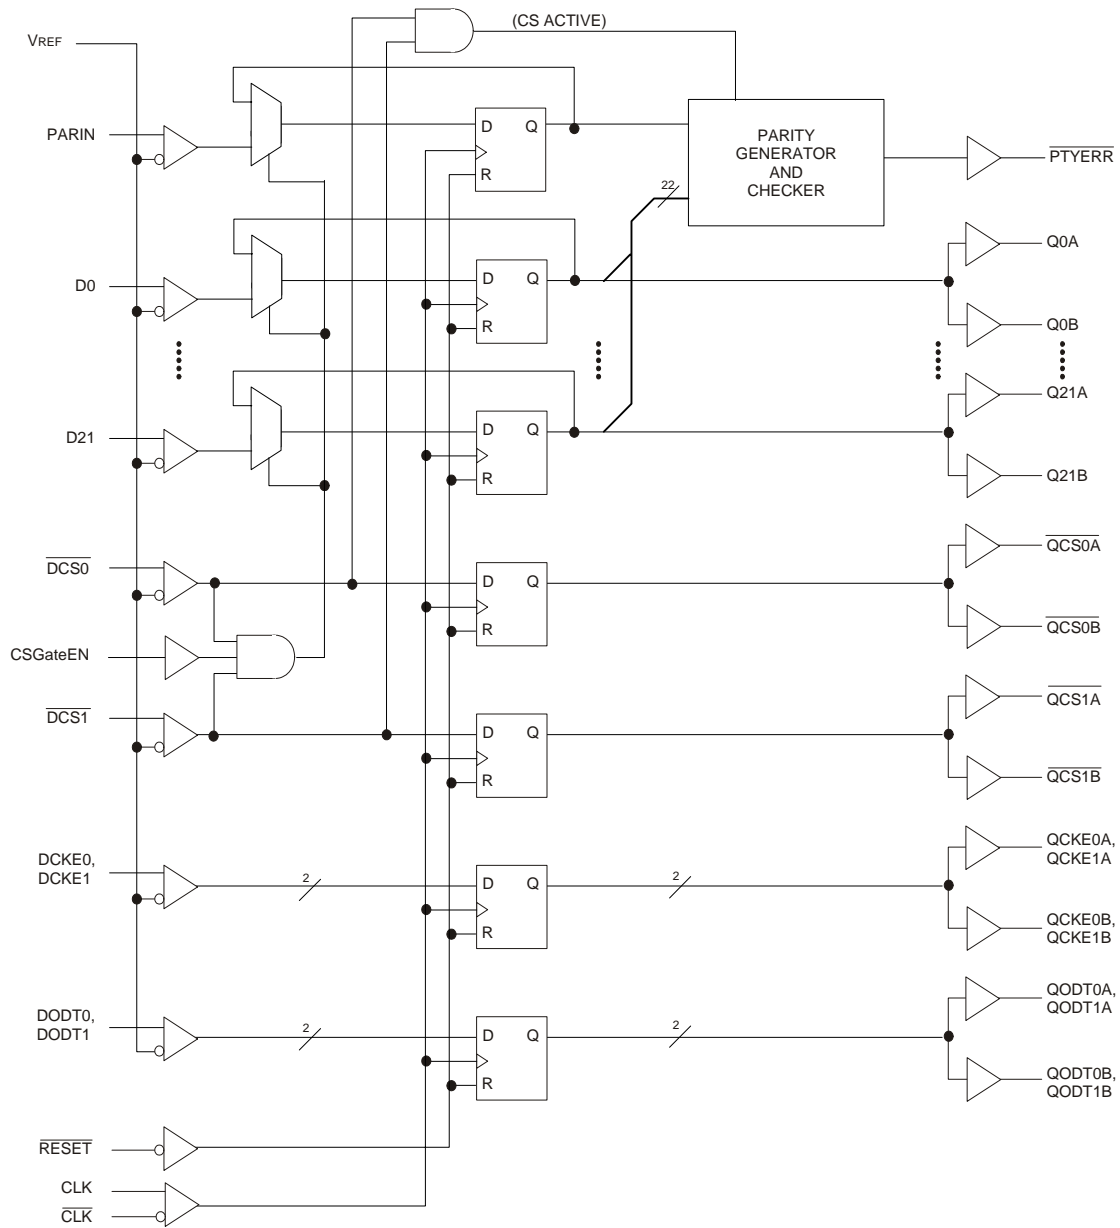 (CS ACTIVE)
VREF
PARIN
D Q
R
PARITY
GENERATOR
AND
CHECKER
22
PTYERR
D0
D Q
R
Q0A
Q0B
D21
D Q
R
Q21A
Q21B
DCS0
D Q
R
QCS0A
QCS0B
CSGateEN
DCS1
D Q
R
QCS1A
QCS1B
DCKE0,
DCKE1
2
D Q
R
2
QCKE0A,
QCKE1A
QCKE0B,
QCKE1B
DODT0,
DODT1
2
D Q
R
2
QODT0A,
QODT1A
QODT0B,
QODT1B
RESET
CLK
CLK